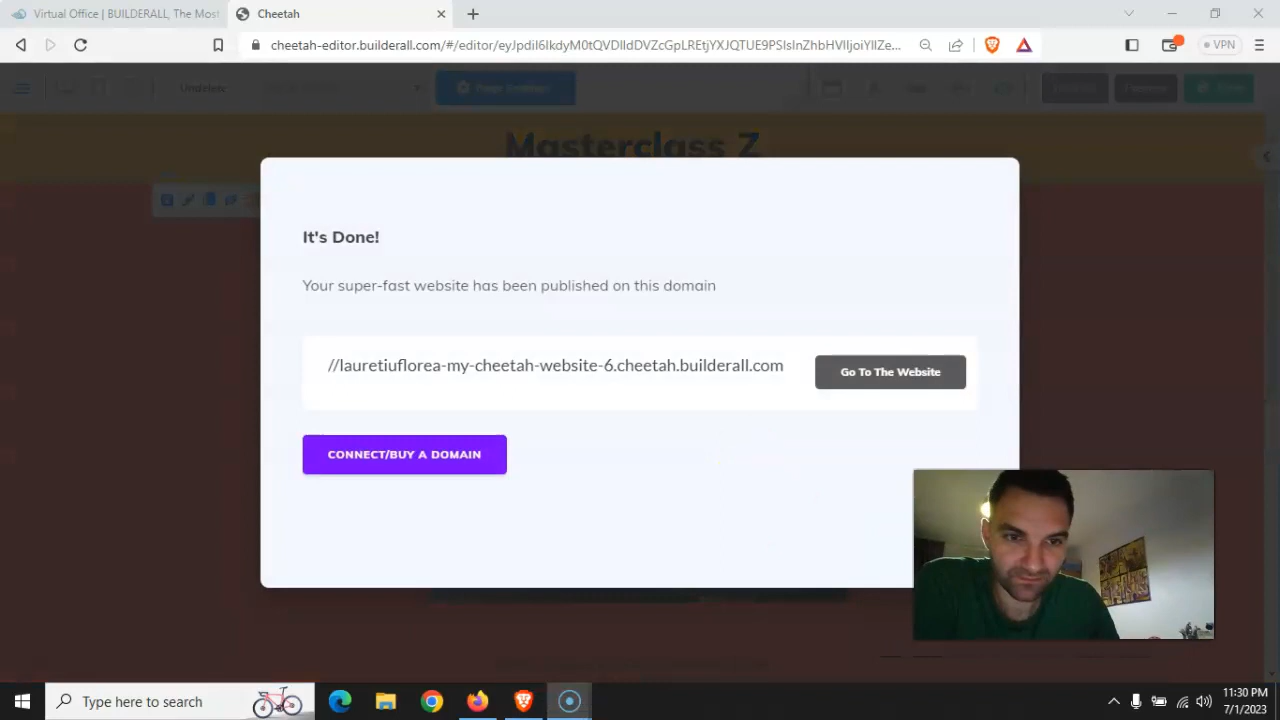 Virtual Office | BUILDERALL, The Most
Cheetah
cheetah-editor.builderall.com/#/editor/
VPN
Undelete
Masterclass Z
It's Done!
Your super-fast website has been published on this domain
//lauretiuflorea-my-cheetah-website-6.cheetah.builderall.com
Go To The Website
CONNECT/BUY A DOMAIN
Type here to search
11:30 PM
7/1/2023